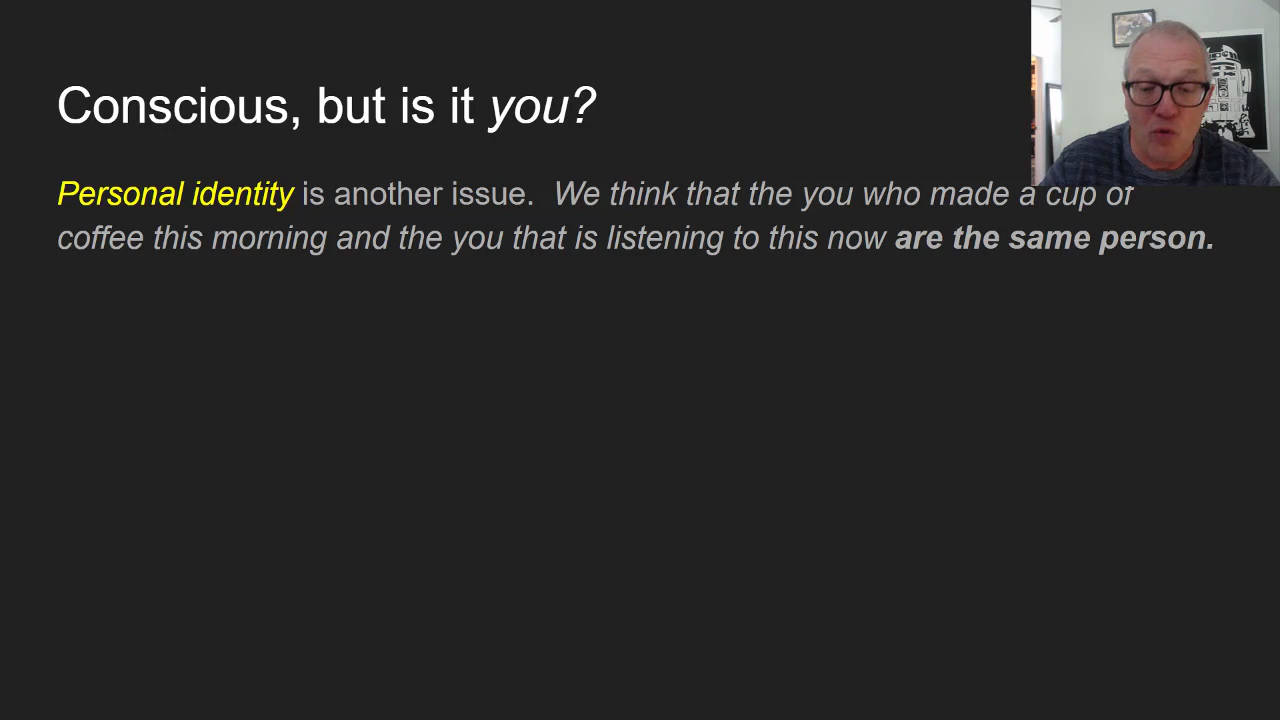 Conscious, but is it you?
Personal identity is another issue. We think that the you who made a cup of
coffee this morning and the you that is listening to this now are the same person.